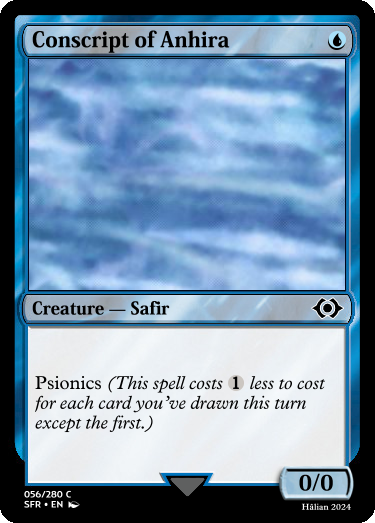 Conscript of Anhira
Creature — Safir
Psionics (This spell costs 1 less to cost
for each card you've drawn this turn
except the first.)
0/0
056/280 C
SFR • EN
Hālian 2024